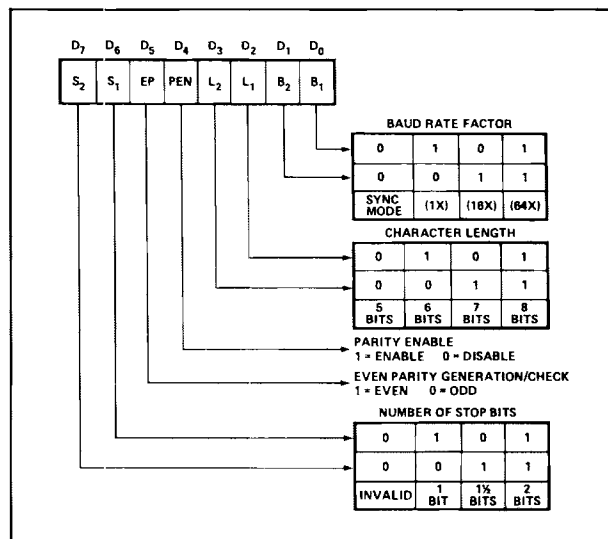 D7 D6 D5 D4 D3 D2 D1 D0
S2 S1 EP PEN L2 L1 B2 B1
BAUD RATE FACTOR
0 1 0 1
0 0 1 1
SYNC MODE (1X) (16X) (64X)
CHARACTER LENGTH
0 1 0 1
0 0 1 1
5 BITS 6 BITS 7 BITS 8 BITS
PARITY ENABLE
1 = ENABLE 0 = DISABLE
EVEN PARITY GENERATION/CHECK
1 = EVEN 0 = ODD
NUMBER OF STOP BITS
0 1 0 1
0 0 1 1
INVALID 1 BIT 1½ BITS 2 BITS